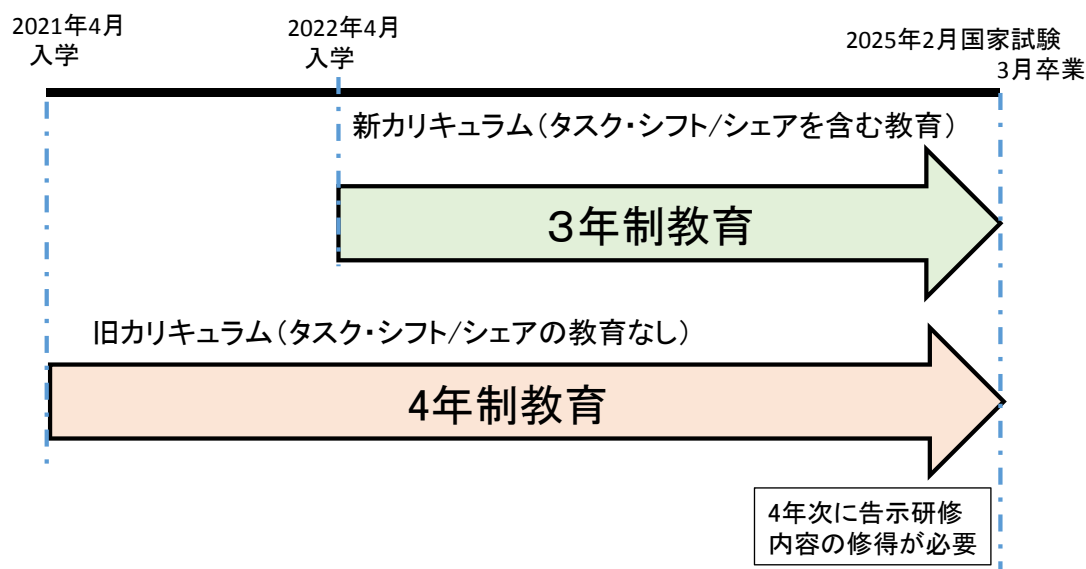 2021年4月
入学
2022年4月
入学
2025年2月国家試験
3月卒業
新カリキュラム（タスク・シフト/シェアを含む教育）
３年制教育
旧カリキュラム（タスク・シフト/シェアの教育なし）
4年制教育
4年次に告示研修
内容の修得が必要